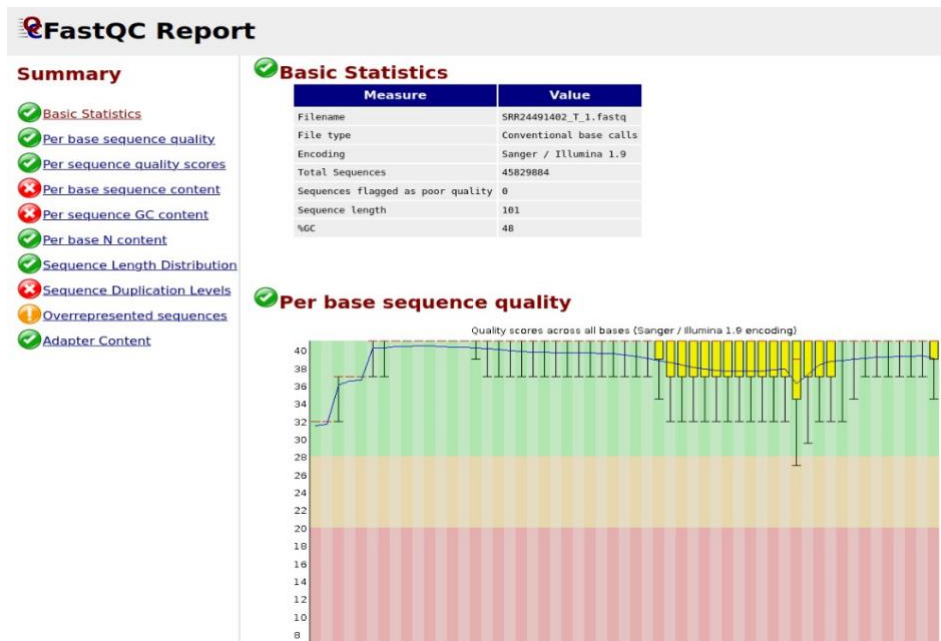 FastQC Report
Summary
Basic Statistics
Per base sequence quality
Per sequence quality scores
Per base sequence content
Per sequence GC content
Per base N content
Sequence Length Distribution
Sequence Duplication Levels
Overrepresented sequences
Adapter Content
Basic Statistics
Measure Value
Filename SRR24491402_T_1.fastq
File type Conventional base calls
Encoding Sanger / Illumina 1.9
Total Sequences 45829884
Sequences flagged as poor quality 0
Sequence length 101
%GC 48
Per base sequence quality
Quality scores across all bases (Sanger / Illumina 1.9 encoding)
40
38
36
34
32
30
28
26
24
22
20
18
16
14
12
10
8